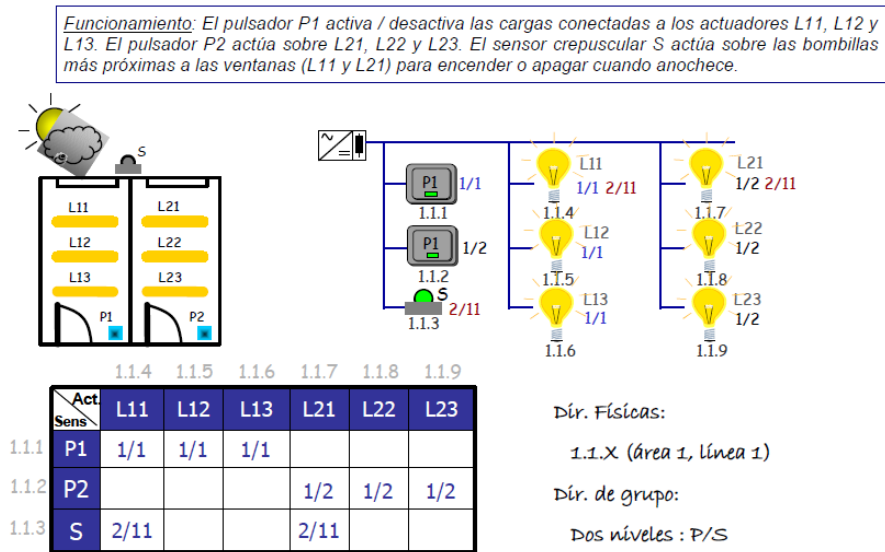 Funcionamiento: El pulsador P1 activa / desactiva las cargas conectadas a los actuadores L11, L12 y
L13. El pulsador P2 actúa sobre L21, L22 y L23. El sensor crepuscular S actúa sobre las bombillas
más próximas a las ventanas (L11 y L21) para encender o apagar cuando anochece.
S
L11 L21
L12 L22
L13 L23
P1 P2
P1 1/1
1.1.1
P1 1/2
1.1.2
S 2/11
1.1.3
L11
1/1 2/11
1.1.4
L12
1/1
1.1.5
L13
1/1
1.1.6
L21
1/2 2/11
1.1.7
L22
1/2
1.1.8
L23
1/2
1.1.9
1.1.4 1.1.5 1.1.6 1.1.7 1.1.8 1.1.9
Act. Sens L11 L12 L13 L21 L22 L23
1.1.1 P1 1/1 1/1 1/1
1.1.2 P2 1/2 1/2 1/2
1.1.3 S 2/11 2/11
Dir. Físicas:
1.1.X (área 1, línea 1)
Dir. de grupo:
Dos niveles : P/S